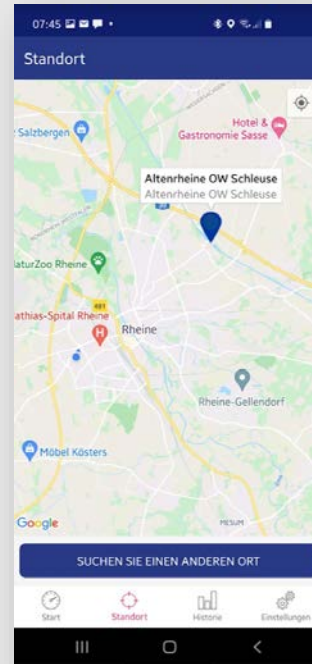 07:45
Standort
Hotel &
Gastronomie Sasse
Salzbergen
Altenrheine OW Schleuse
Altenrheine OW Schleuse
aturZoo Rheine
481
athias-Spital Rheine
H
Rheine
Rheine-Gellendorf
Möbel Kösters
Google
MESUM
SUCHEN SIE EINEN ANDEREN ORT
Start Standort Historie Einstellungen